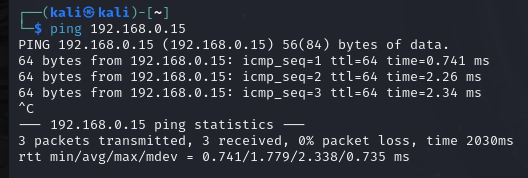 ┌──(kali㉿kali)-[~]
└─$ ping 192.168.0.15
PING 192.168.0.15 (192.168.0.15) 56(84) bytes of data.
64 bytes from 192.168.0.15: icmp_seq=1 ttl=64 time=0.741 ms
64 bytes from 192.168.0.15: icmp_seq=2 ttl=64 time=2.26 ms
64 bytes from 192.168.0.15: icmp_seq=3 ttl=64 time=2.34 ms
^C
--- 192.168.0.15 ping statistics ---
3 packets transmitted, 3 received, 0% packet loss, time 2030ms
rtt min/avg/max/mdev = 0.741/1.779/2.338/0.735 ms